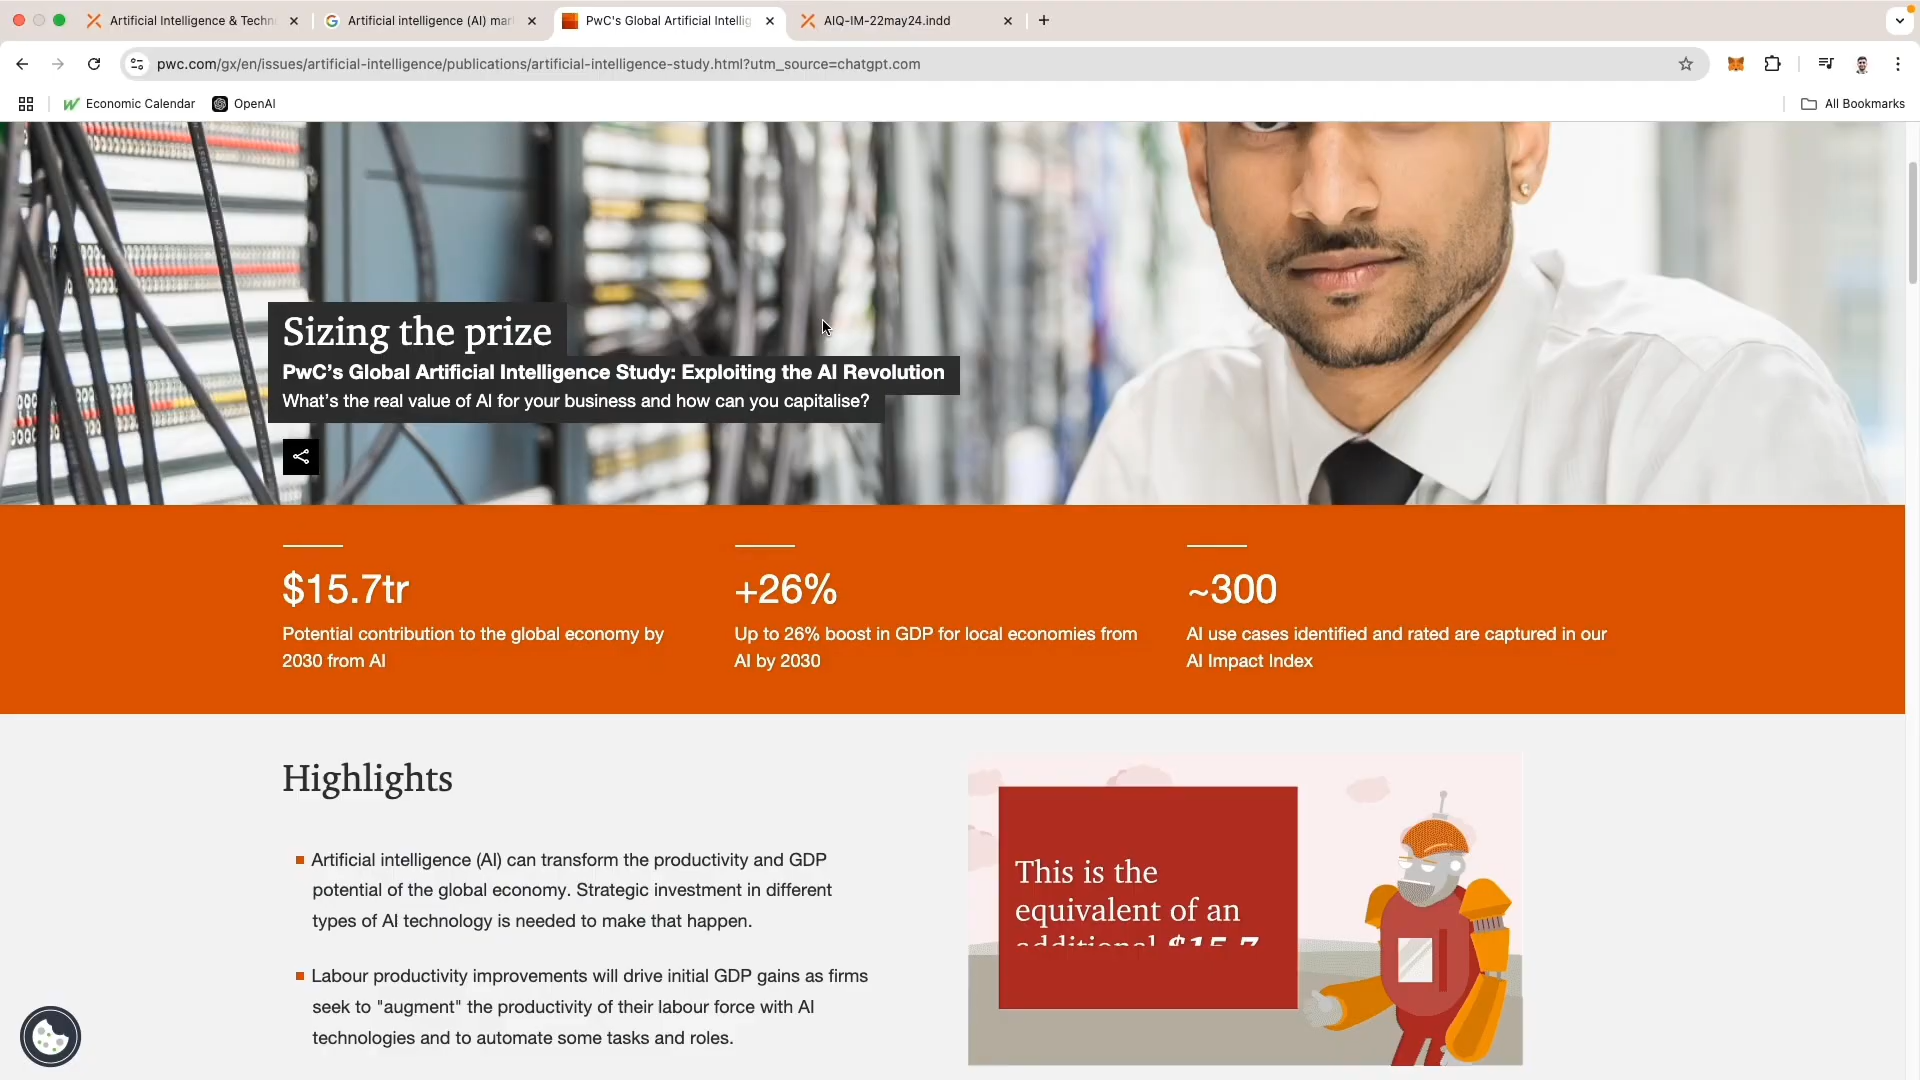 Artificial Intelligence & Techn
Artificial intelligence (AI) mar
PwC's Global Artificial Intellig
AIQ-IM-22may24.indd
pwc.com/gx/en/issues/artificial-intelligence/publications/artificial-intelligence-study.html?utm_source=chatgpt.com
Economic Calendar
OpenAI
All Bookmarks
Sizing the prize
PwC’s Global Artificial Intelligence Study: Exploiting the AI Revolution
What’s the real value of AI for your business and how can you capitalise?
$15.7tr
Potential contribution to the global economy by
2030 from AI
+26%
Up to 26% boost in GDP for local economies from
AI by 2030
~300
AI use cases identified and rated are captured in our
AI Impact Index
Highlights
Artificial intelligence (AI) can transform the productivity and GDP
potential of the global economy. Strategic investment in different
types of AI technology is needed to make that happen.
Labour productivity improvements will drive initial GDP gains as firms
seek to "augment" the productivity of their labour force with AI
technologies and to automate some tasks and roles.
This is the
equivalent of an
additional $15.7